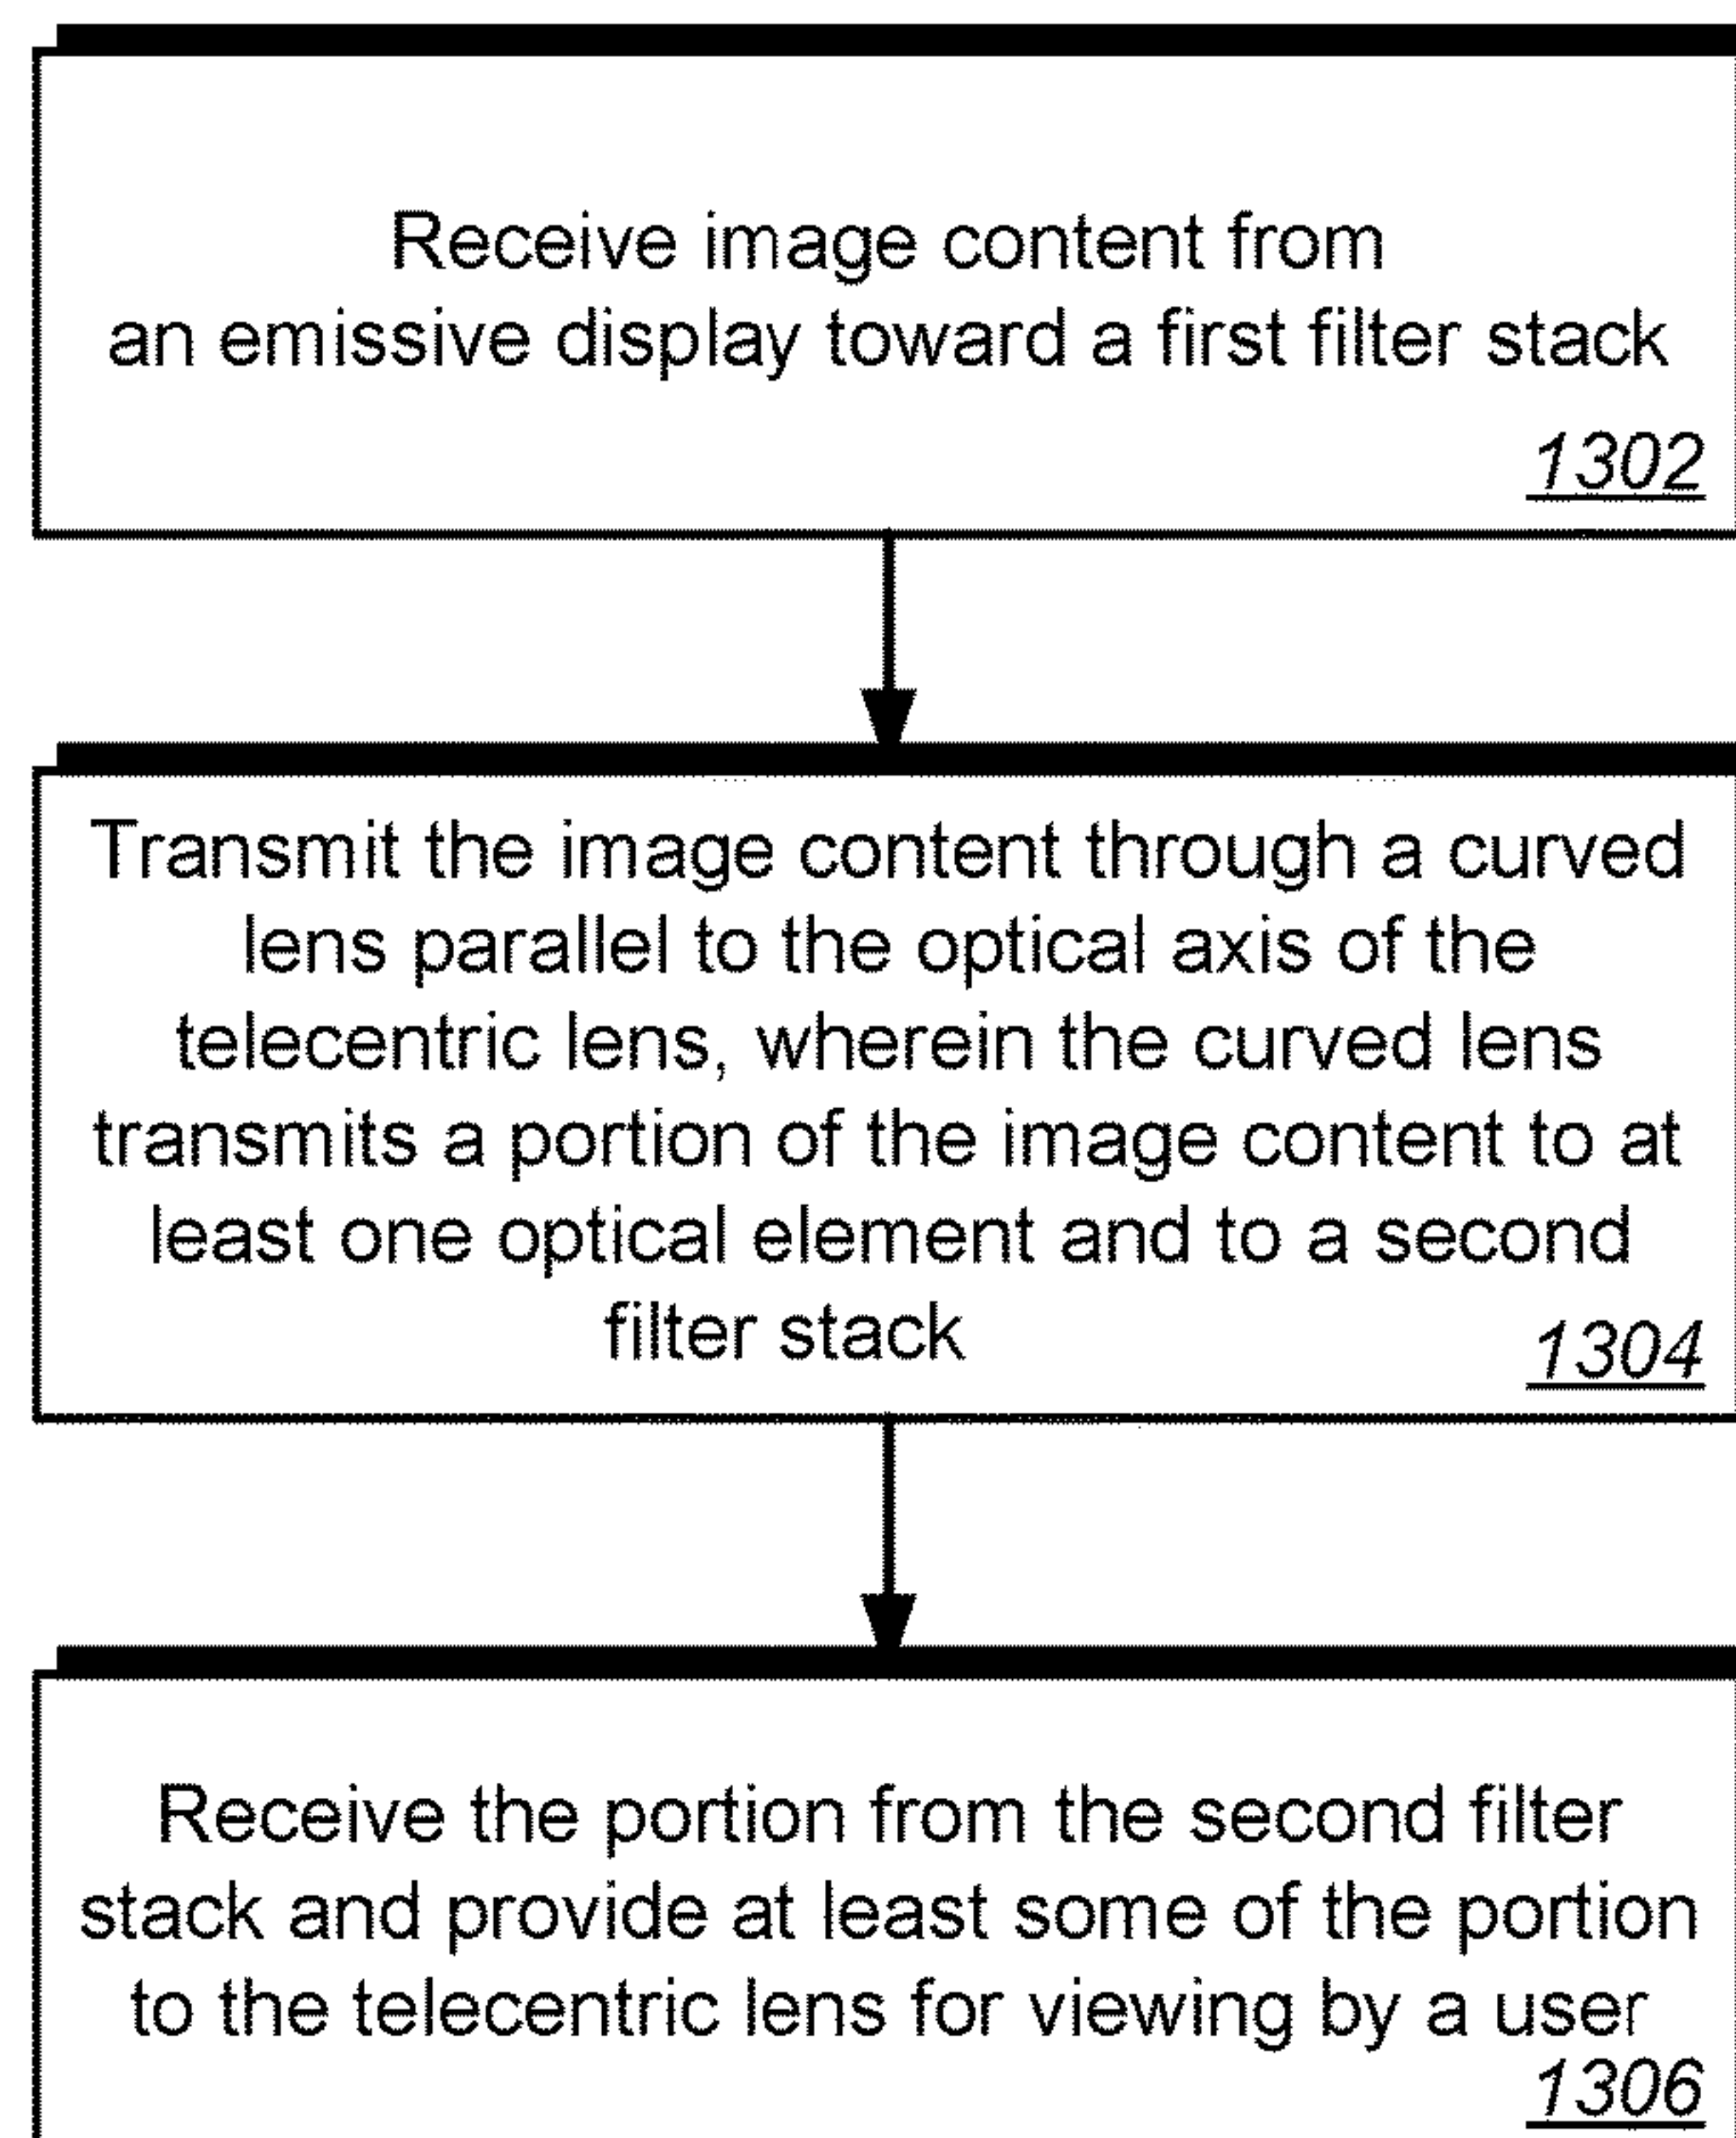 Receive image content from
an emissive display toward a first filter stack
1302
Transmit the image content through a curved
lens parallel to the optical axis of the
telecentric lens, wherein the curved lens
transmits a portion of the image content to at
least one optical element and to a second
filter stack
1304
Receive the portion from the second filter
stack and provide at least some of the portion
to the telecentric lens for viewing by a user
1306